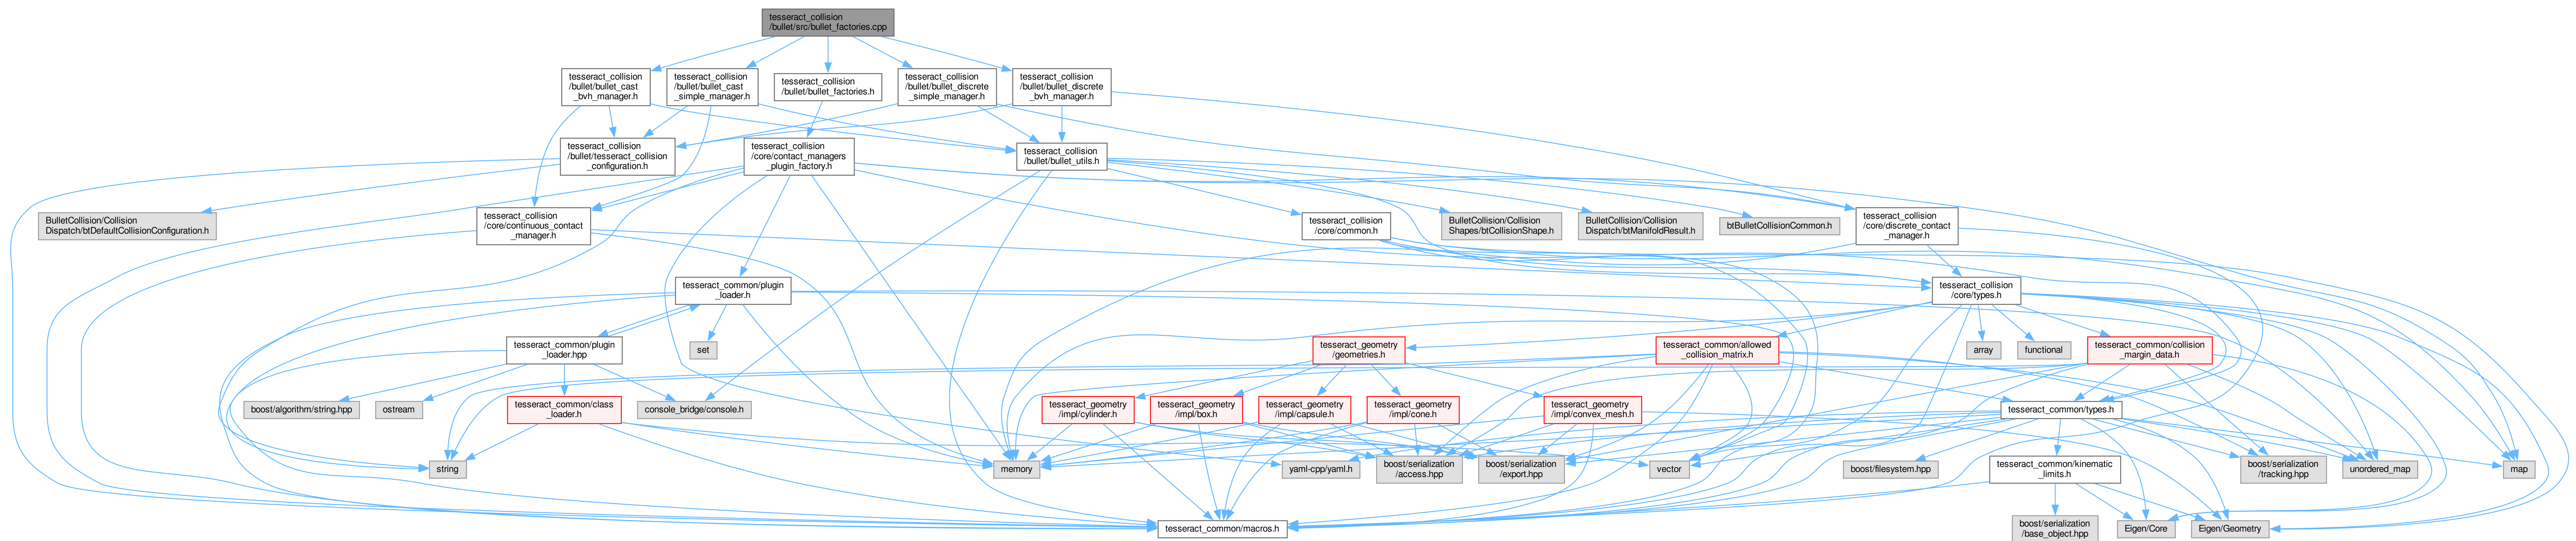 tesseract_collision
/bullet/src/bullet_factories.cpp
tesseract_collision
/bullet/bullet_cast
_bvh_manager.h
tesseract_collision
/bullet/bullet_cast
_simple_manager.h
tesseract_collision
/bullet/bullet_factories.h
tesseract_collision
/bullet/bullet_discrete
_simple_manager.h
tesseract_collision
/bullet/bullet_discrete
_bvh_manager.h
tesseract_collision
/bullet/tesseract_collision
_configuration.h
tesseract_collision
/core/contact_managers
_plugin_factory.h
tesseract_collision
/bullet/bullet_utils.h
BulletCollision/Collision
Dispatch/btDefaultCollisionConfiguration.h
tesseract_collision
/core/continuous_contact
_manager.h
tesseract_collision
/core/common.h
BulletCollision/Collision
Shapes/btCollisionShape.h
BulletCollision/Collision
Dispatch/btManifoldResult.h
btBulletCollisionCommon.h
tesseract_collision
/core/discrete_contact
_manager.h
tesseract_common/plugin
_loader.h
tesseract_collision
/core/types.h
tesseract_common/plugin
_loader.hpp
set
tesseract_geometry
/geometries.h
tesseract_common/allowed
_collision_matrix.h
array
functional
tesseract_common/collision
_margin_data.h
boost/algorithm/string.hpp
ostream
tesseract_common/class
_loader.h
console_bridge/console.h
tesseract_geometry
/impl/cylinder.h
tesseract_geometry
/impl/box.h
tesseract_geometry
/impl/capsule.h
tesseract_geometry
/impl/cone.h
tesseract_geometry
/impl/convex_mesh.h
tesseract_common/types.h
string
memory
yaml-cpp/yaml.h
boost/serialization
/access.hpp
boost/serialization
/export.hpp
vector
boost/filesystem.hpp
tesseract_common/kinematic
_limits.h
boost/serialization
/tracking.hpp
unordered_map
map
tesseract_common/macros.h
boost/serialization
/base_object.hpp
Eigen/Core
Eigen/Geometry